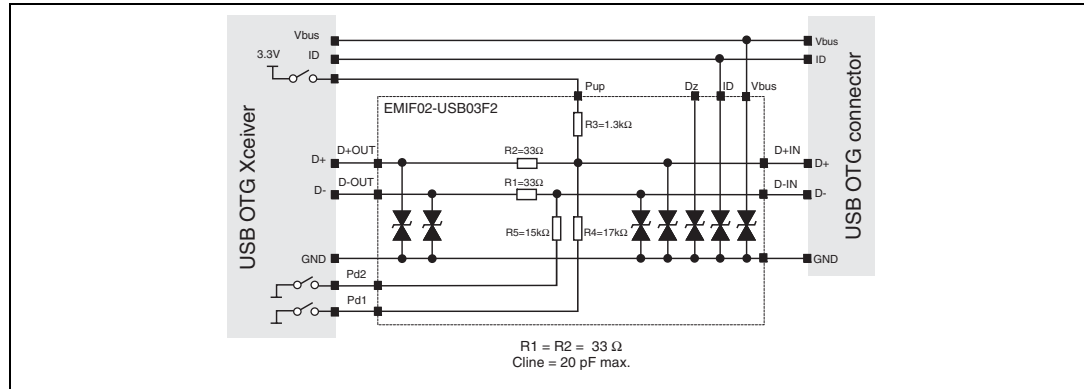 USB OTG Xceiver
Vbus
ID
3.3V
D+
D-
GND
D+OUT
D-OUT
Pd2
Pd1
EMIF02-USB03F2
Pup
Dz
ID
Vbus
R3=1.3kΩ
R2=33Ω
R1=33Ω
R5=15kΩ
R4=17kΩ
D+IN
D-IN
Vbus
ID
D+
D-
GND
USB OTG connector
R1 = R2 = 33 Ω
Cline = 20 pF max.